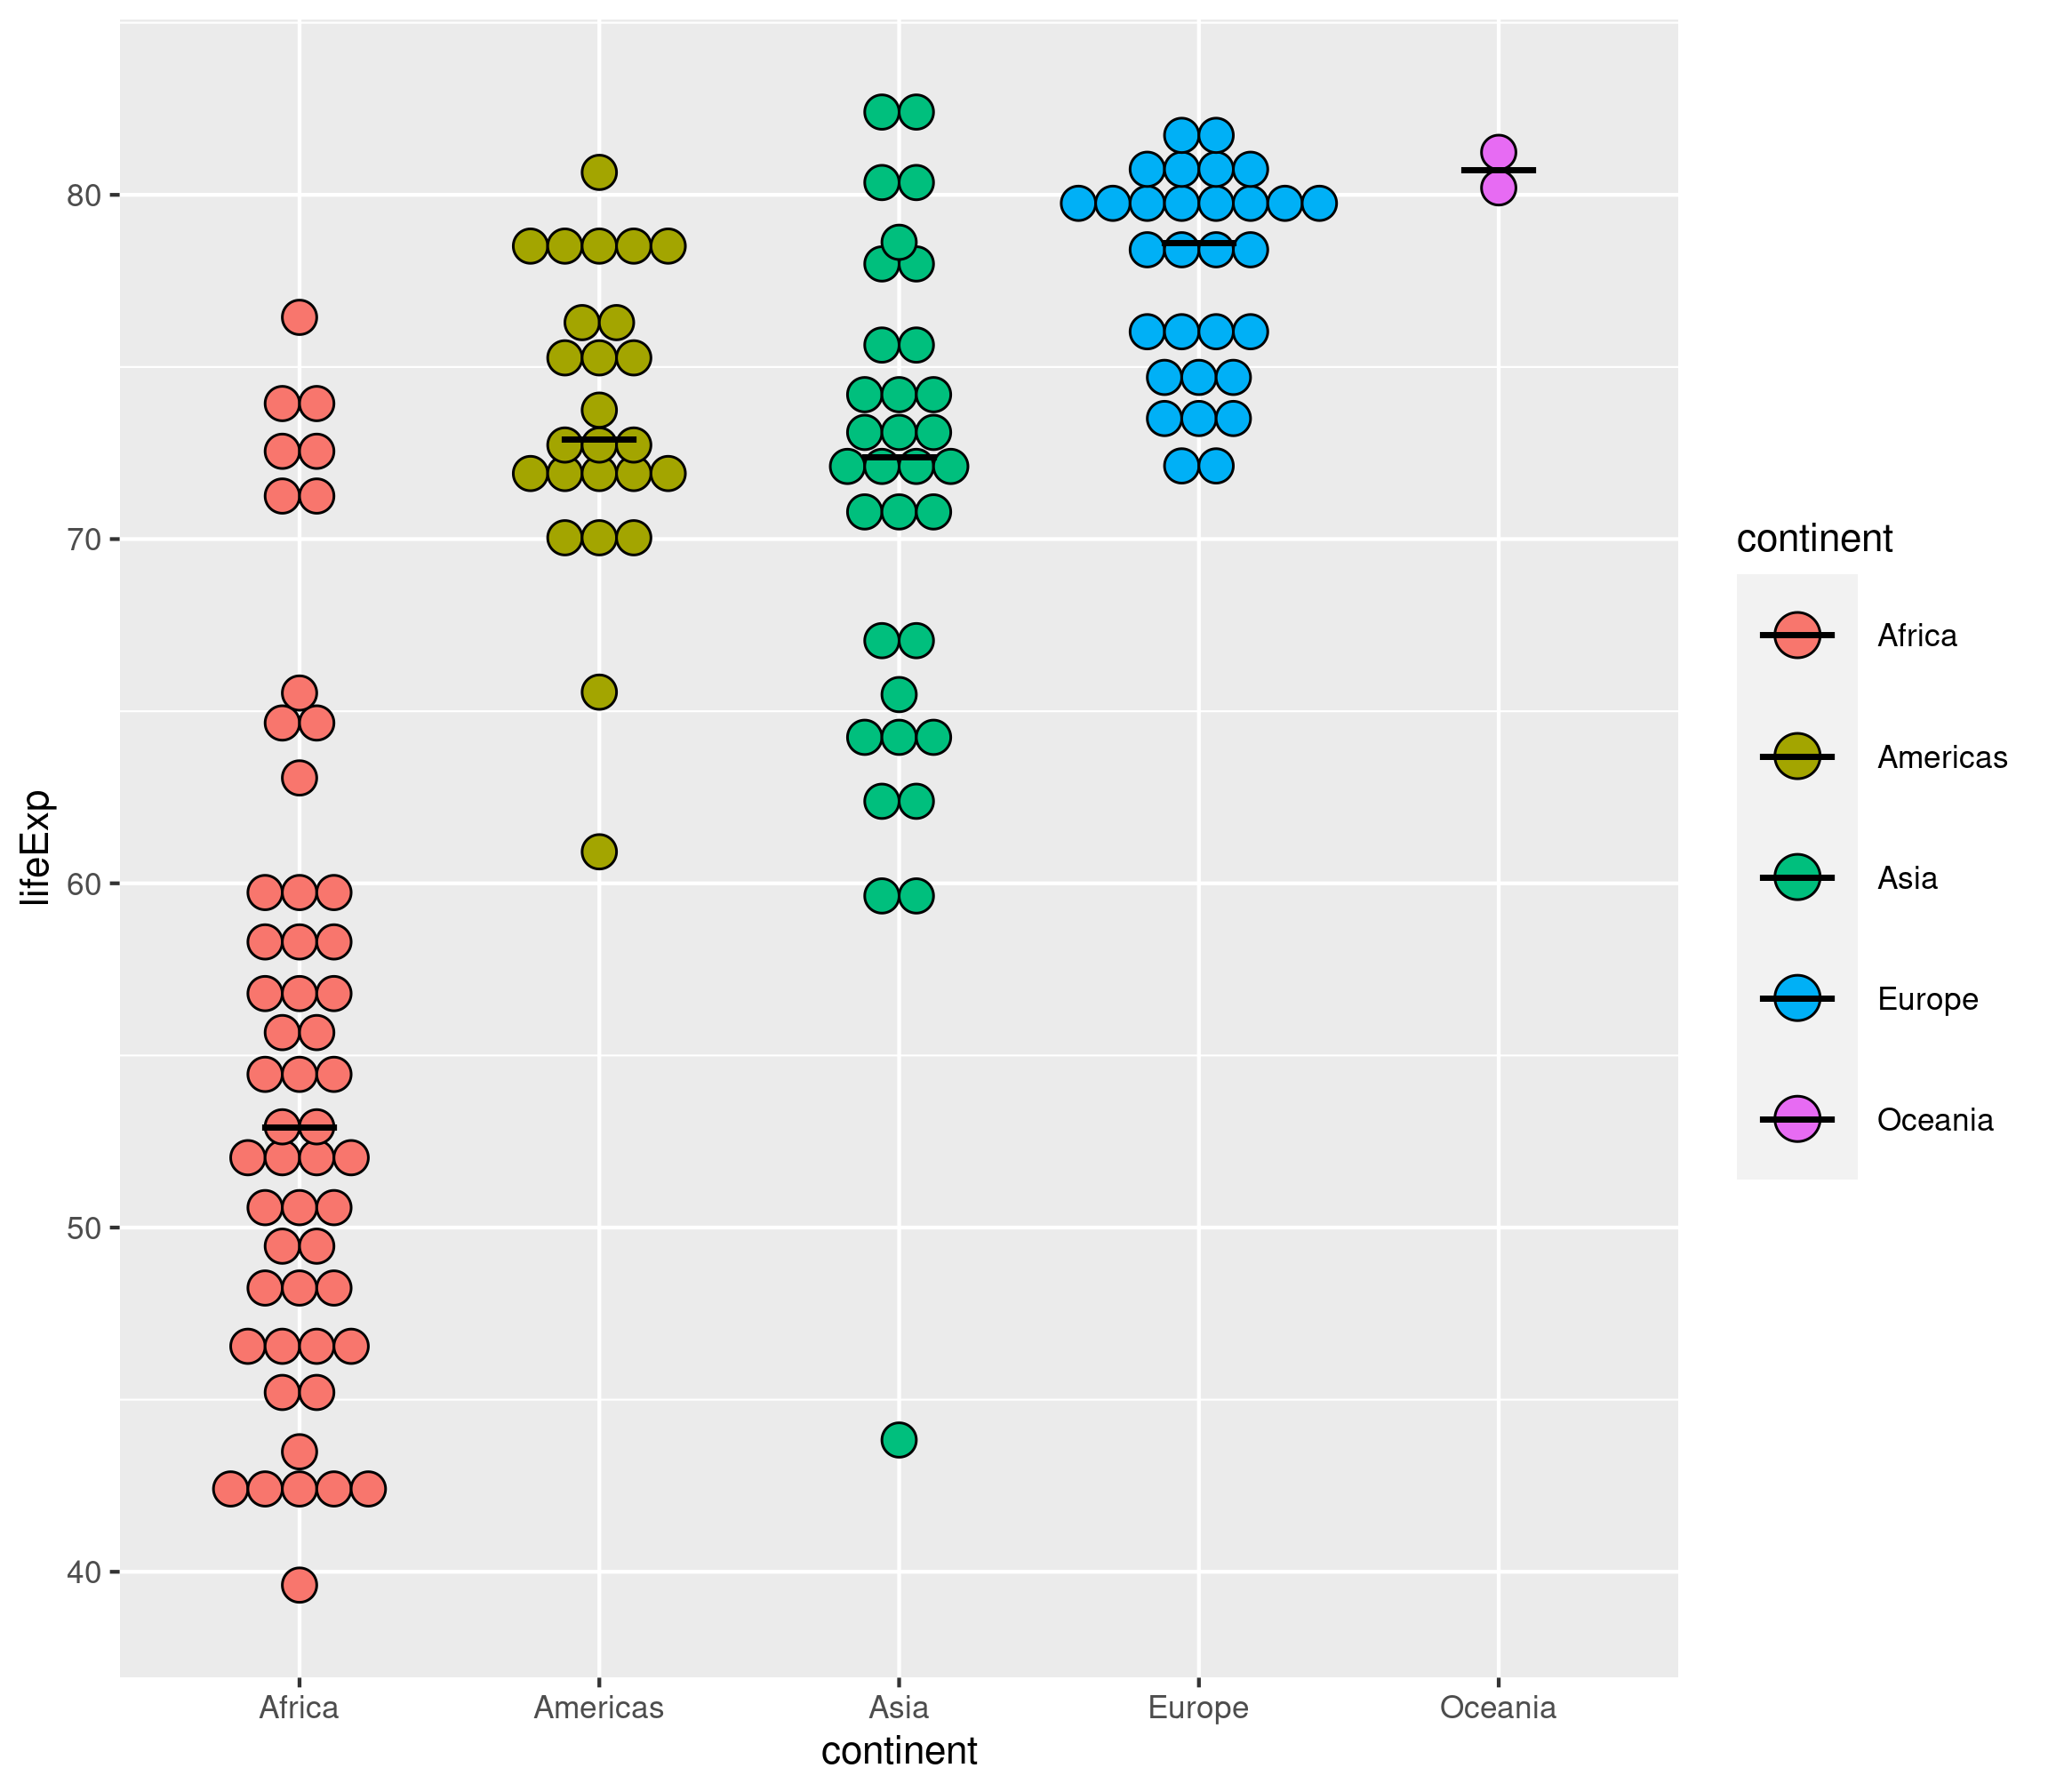 lifeExp
80
70
60
50
40
Africa
Americas
Asia
Europe
Oceania
continent
continent
Africa
Americas
Asia
Europe
Oceania